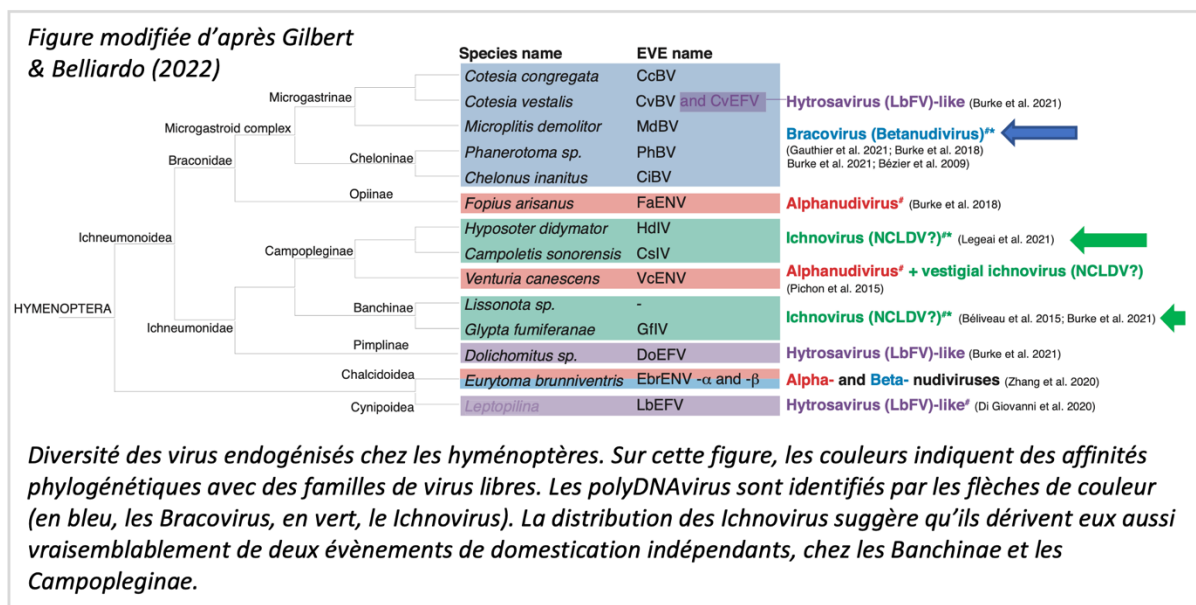 Figure modifiée d'après Gilbert
& Belliardo (2022)
Species name EVE name
Cotesia congregata CcBV
Microgastrinae
Cotesia vestalis CvBV and CvEFV Hytrosavirus (LbFV)-like (Burke et al. 2021)
Microgastroid complex
Microplitis demolitor MdBV Bracovirus (Betanudivirus)#*
(Gauthier et al. 2021; Burke et al. 2018)
Braconidae
Cheloninae
Phanerotoma sp. PhBV
Burke et al. 2021; Bézier et al. 2009)
Chelonus inanitus CiBV
Opiinae
Fopius arisanus FaENV Alphanudivirus# (Burke et al. 2018)
Hyposoter didymator HdIV
Ichneumonoidea
Campopleginae
Ichnovirus (NCLDV?)#* (Legeai et al. 2021)
Campoletis sonorensis CsIV
Venturia canescens VcENV Alphanudivirus# + vestigial ichnovirus (NCLDV?)
(Pichon et al. 2015)
HYMENOPTERA
Banchinae
Lissonota sp. -
Ichnovirus (NCLDV?)#* (Béliveau et al. 2015; Burke et al. 2021)
Ichneumonidae
Glypta fumiferanae GfIV
Pimplinae
Dolichomitus sp. DoEFV Hytrosavirus (LbFV)-like (Burke et al. 2021)
Chalcidoidea
Eurytoma brunniventris EbrENV -α and -β Alpha- and Beta- nudiviruses (Zhang et al. 2020)
Cynipoidea
Leptopilina LbEFV Hytrosavirus (LbFV)-like# (Di Giovanni et al. 2020)
Diversité des virus endogénisés chez les hyménoptères. Sur cette figure, les couleurs indiquent des affinités
phylogénétiques avec des familles de virus libres. Les polyDNAvirus sont identifiés par les flèches de couleur
(en bleu, les Bracovirus, en vert, le Ichnovirus). La distribution des Ichnovirus suggère qu'ils dérivent eux aussi
vraisemblablement de deux évènements de domestication indépendants, chez les Banchinae et les
Campopleginae.